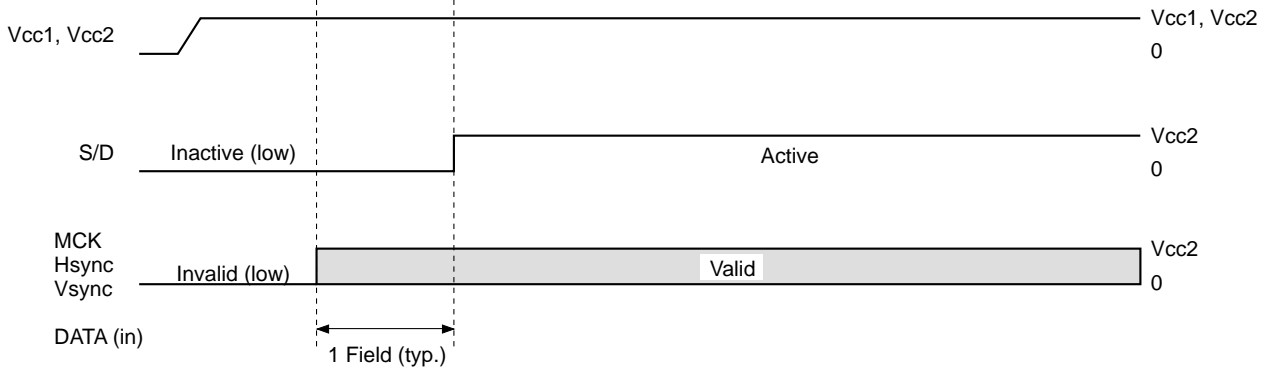 Vcc1, Vcc2
Vcc1, Vcc2
0
S/D
Inactive (low)
Active
Vcc2
0
MCK
Hsync
Vsync
Invalid (low)
Valid
Vcc2
0
DATA (in)
1 Field (typ.)